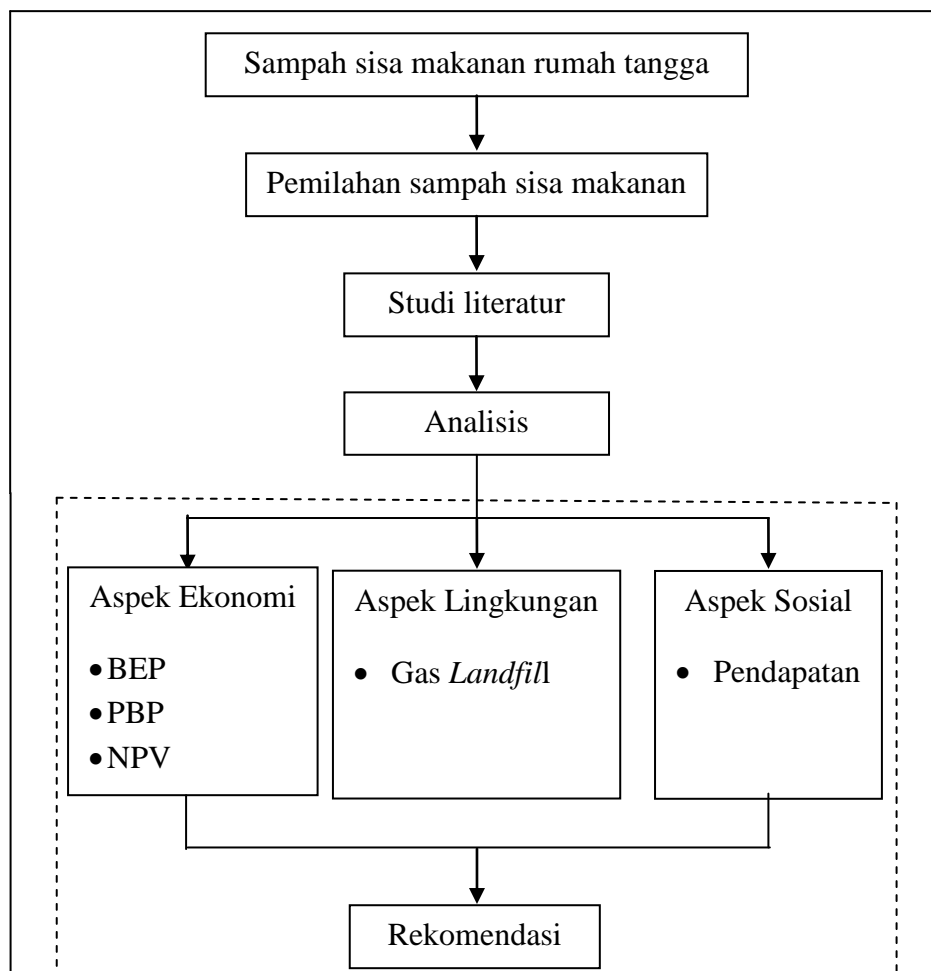 Sampah sisa makanan rumah tangga
Pemilahan sampah sisa makanan
Studi literatur
Analisis
Aspek Ekonomi
• BEP
• PBP
• NPV
Aspek Lingkungan
• Gas Landfill
Aspek Sosial
• Pendapatan
Rekomendasi